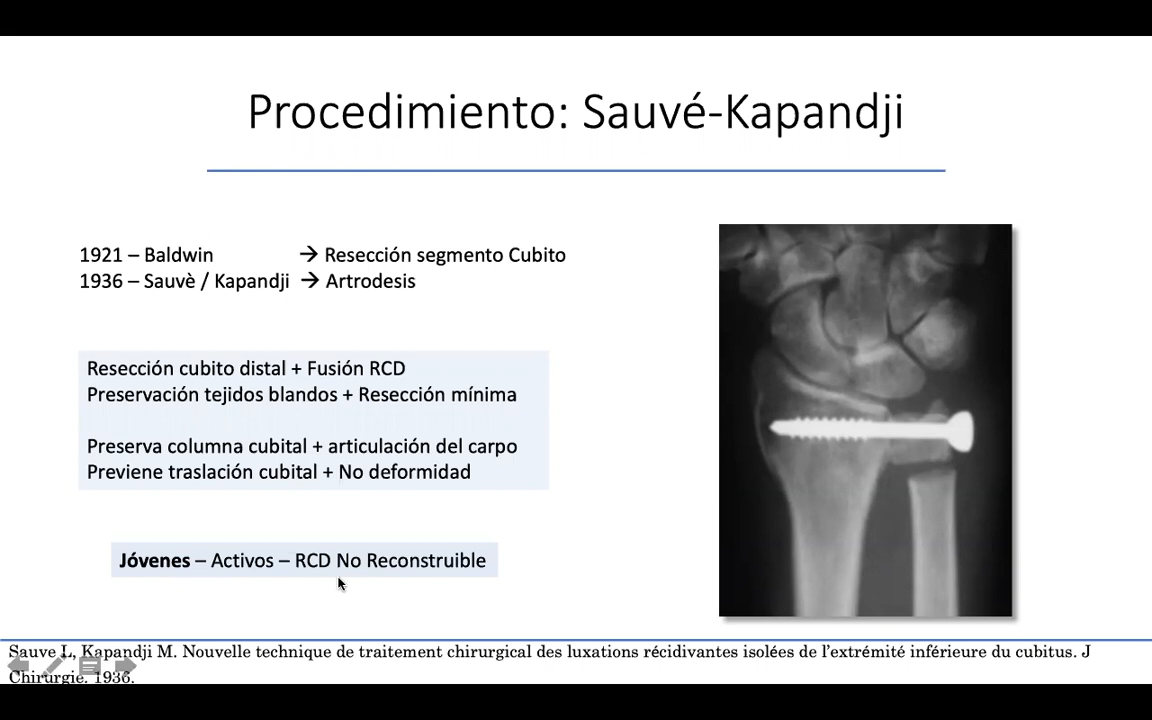 Procedimiento: Sauvé-Kapandji
1921 – Baldwin → Resección segmento Cubito
1936 – Sauvè / Kapandji → Artrodesis
Resección cubito distal + Fusión RCD
Preservación tejidos blandos + Resección mínima
Preserva columna cubital + articulación del carpo
Previene traslación cubital + No deformidad
Jóvenes – Activos – RCD No Reconstruible
Sauve L, Kapandji M. Nouvelle technique de traitement chirurgical des luxations récidivantes isolées de l'extrémité inférieure du cubitus. J
Chirurgie. 1936.